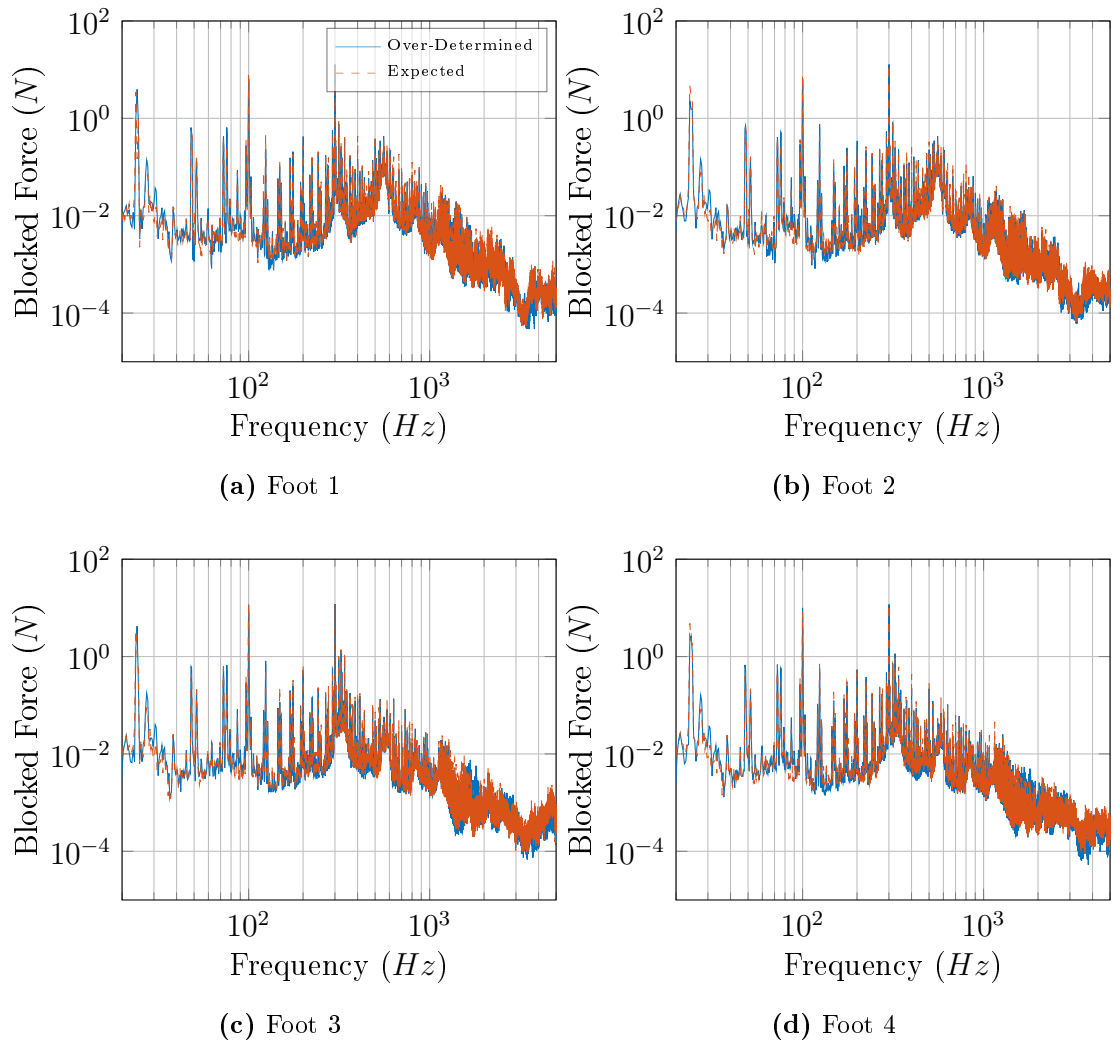 10^2
10^0
10^-2
10^-4
Blocked Force (N)
Over-Determined
Expected
10^2
10^3
Frequency (Hz)
(a) Foot 1
10^2
10^0
10^-2
10^-4
Blocked Force (N)
10^2
10^3
Frequency (Hz)
(b) Foot 2
10^2
10^0
10^-2
10^-4
Blocked Force (N)
10^2
10^3
Frequency (Hz)
(c) Foot 3
10^2
10^0
10^-2
10^-4
Blocked Force (N)
10^2
10^3
Frequency (Hz)
(d) Foot 4